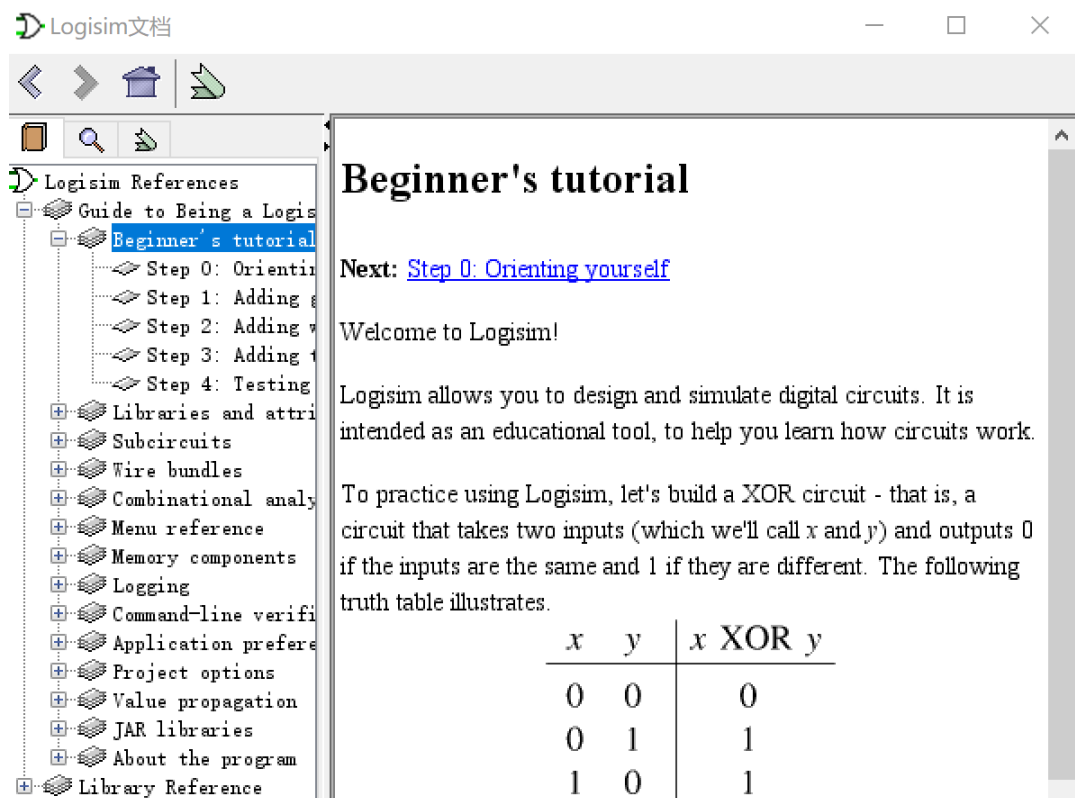 Logisim文档
Logisim References
Guide to Being a Logis
Beginner's tutorial
Step 0: Orientin
Step 1: Adding g
Step 2: Adding w
Step 3: Adding t
Step 4: Testing
Libraries and attri
Subcircuits
Wire bundles
Combinational analy
Menu reference
Memory components
Logging
Command-line verifi
Application prefere
Project options
Value propagation
JAR libraries
About the program
Library Reference
Beginner's tutorial
Next: Step 0: Orienting yourself
Welcome to Logisim!
Logisim allows you to design and simulate digital circuits. It is
intended as an educational tool, to help you learn how circuits work.
To practice using Logisim, let's build a XOR circuit - that is, a
circuit that takes two inputs (which we'll call x and y) and outputs 0
if the inputs are the same and 1 if they are different. The following
truth table illustrates.
x y x XOR y
0 0 0
0 1 1
1 0 1